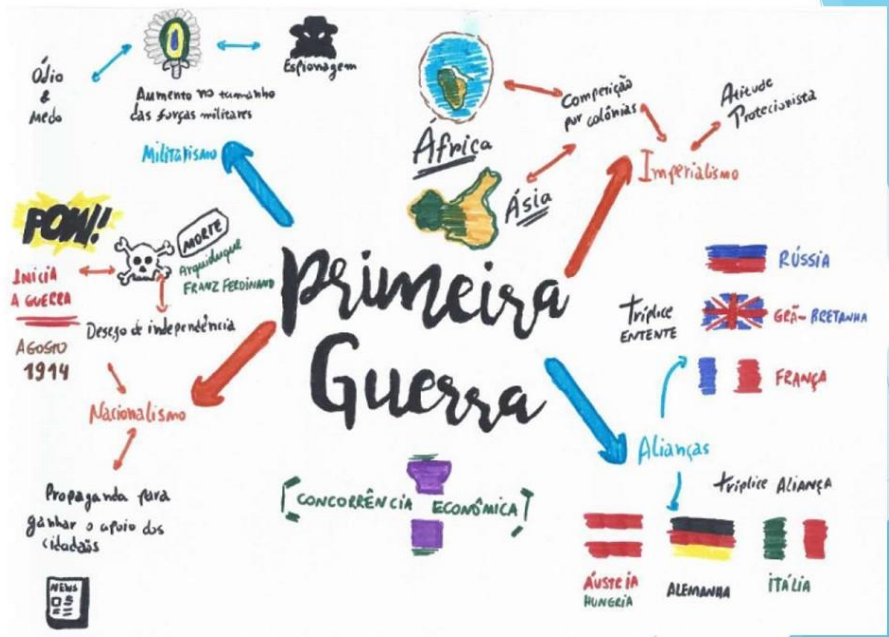 Ódio
&
Medo
Aumento no tamanho
das forças militares
Espionagem
Militarismo
África
Ásia
Competição
por colônias
Atitude
Protecionista
Imperialismo
POW!
MORTE
Arquiduque
FRANZ FERDINAND
INICIA
A GUERRA
AGOSTO
1914
Desejo de independência
Nacionalismo
Propaganda para
ganhar o apoio dos
cidadãos
NEWS
Primeira
Guerra
[CONCORRÊNCIA ECONÔMICA]
Tríplice
ENTENTE
RÚSSIA
GRÃ-BRETANHA
FRANÇA
Alianças
Tríplice ALIANÇA
ÁUSTRIA
HUNGRIA
ALEMANHA
ITÁLIA